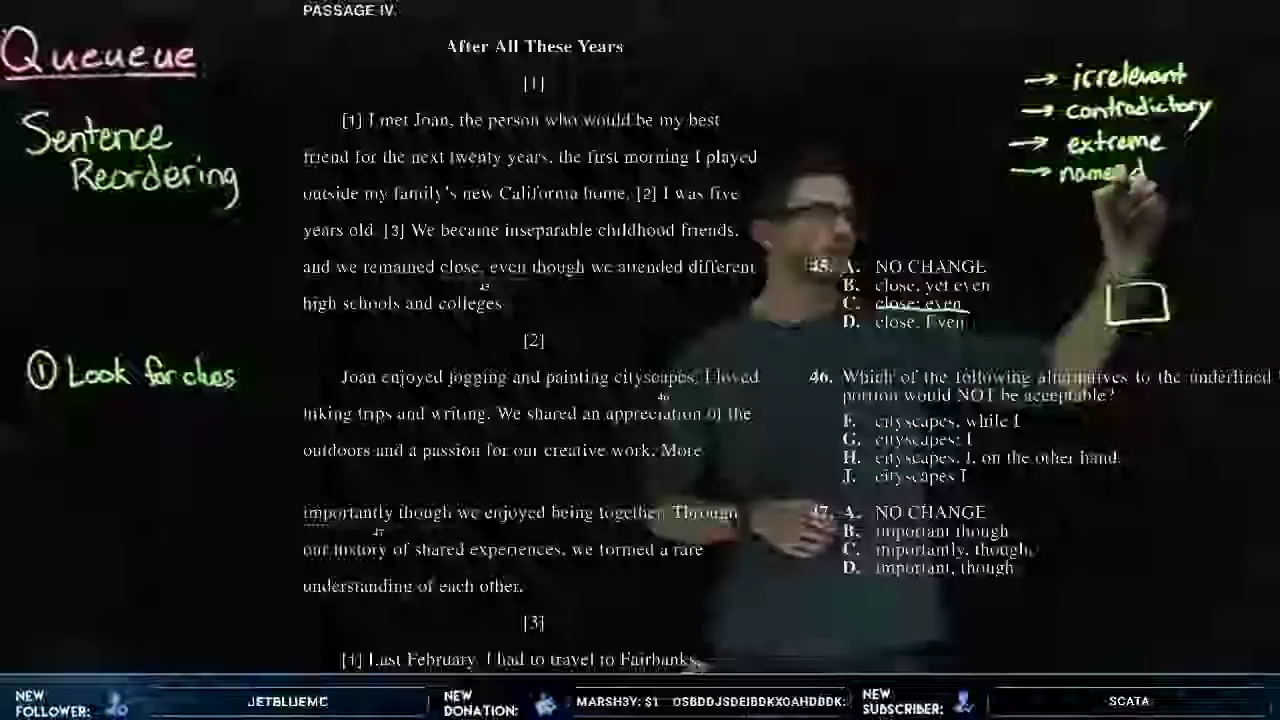 PASSAGE IV.
After All These Years
[1]
[1] I met Joan, the person who would be my best
friend for the next twenty years, the first morning I played
outside my family's new California home. [2] I was five
years old. [3] We became inseparable childhood friends,
and we remained close, even though we attended different
45
high schools and colleges
[2]
Joan enjoyed jogging and painting cityscapes. I loved
46
hiking trips and writing. We shared an appreciation of the
outdoors and a passion for our creative work. More
importantly though we enjoyed being together. Through
47
our history of shared experiences, we formed a rare
understanding of each other.
[3]
[1] Last February, I had to travel to Fairbanks,
Queueue
Sentence
Reordering
① Look for clues
→ irrelevant
→ contradictory
→ extreme
→ name d
45. A. NO CHANGE
B. close, yet even
C. close; even
D. close. Even
46. Which of the following alternatives to the underlined
portion would NOT be acceptable?
F. cityscapes, while I
G. cityscapes; I
H. cityscapes. I, on the other hand,
J. cityscapes I
47. A. NO CHANGE
B. important though
C. importantly, though,
D. important, though
NEW
FOLLOWER:
JETBLUEMC
NEW
DONATION:
MARSH3Y: $1
NEW
SUBSCRIBER:
SCATA